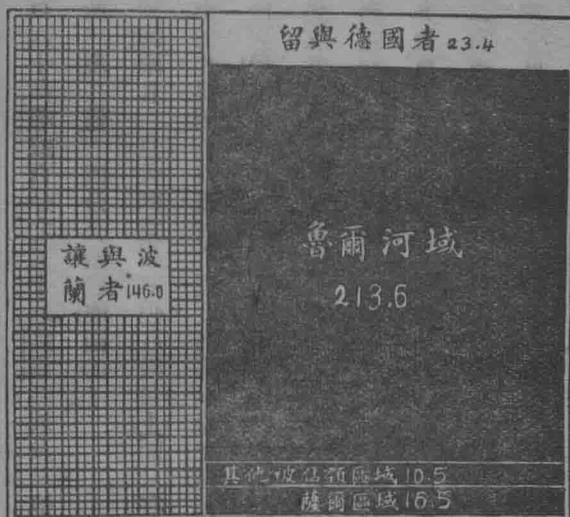 留與德國者 23.4
讓與波
蘭者 146.0
魯爾河域
213.6
其他被佔領區域 10.5
薩爾區域 16.5